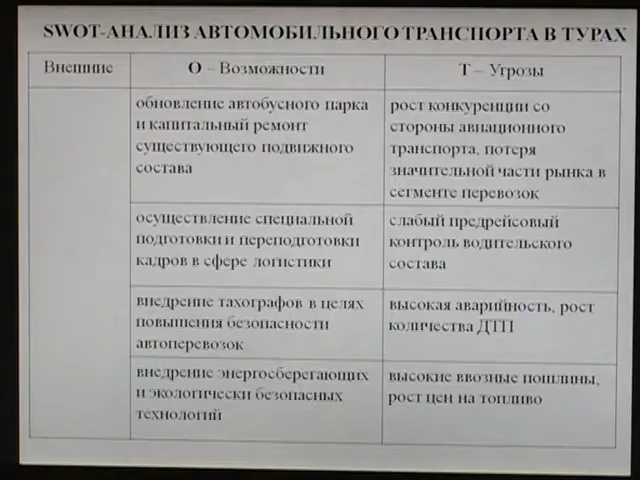 SWOT-АНАЛИЗ АВТОМОБИЛЬНОГО ТРАНСПОРТА В ТУРАХ
Внешние
О – Возможности
Т – Угрозы
обновление автобусного парка
и капитальный ремонт
существующего подвижного
состава
рост конкуренции со
стороны авиационного
транспорта, потеря
значительной части рынка в
сегменте перевозок
осуществление специальной
подготовки и переподготовки
кадров в сфере логистики
слабый предрейсовый
контроль водительского
состава
внедрение тахографов в целях
повышения безопасности
автоперевозок
высокая аварийность, рост
количества ДТП
внедрение энергосберегающих
и экологически безопасных
технологий
высокие ввозные пошлины,
рост цен на топливо